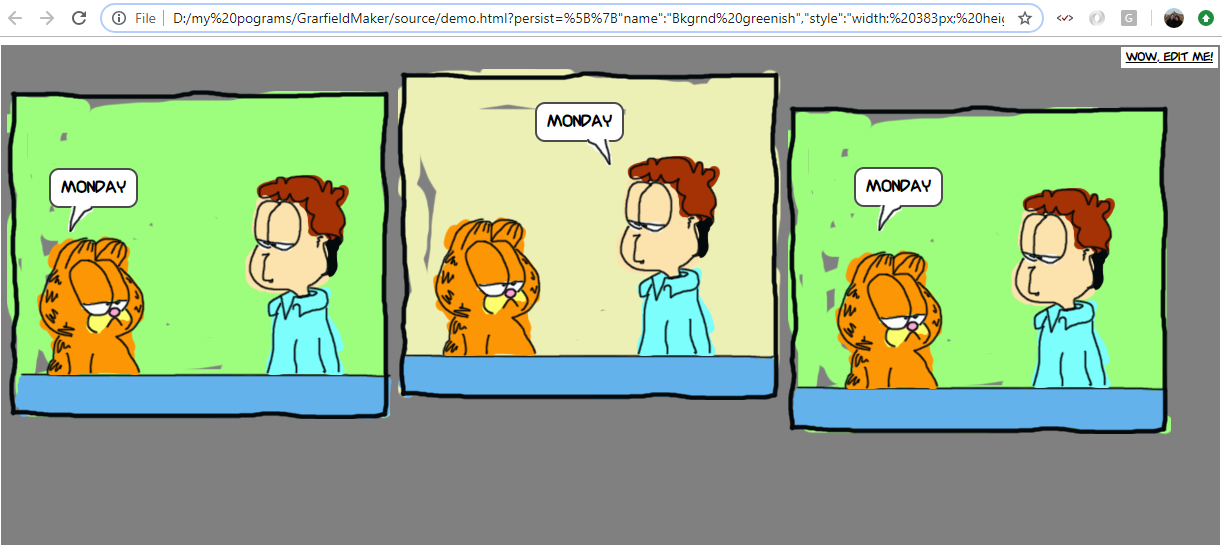 File
D:/my%20pograms/GrarfieldMaker/source/demo.html?persist=%5B%7B"name":"Bkgrnd%20greenish","style":"width:%20383px;%20heig
G
WOW, EDIT ME!
MONDAY
MONDAY
MONDAY